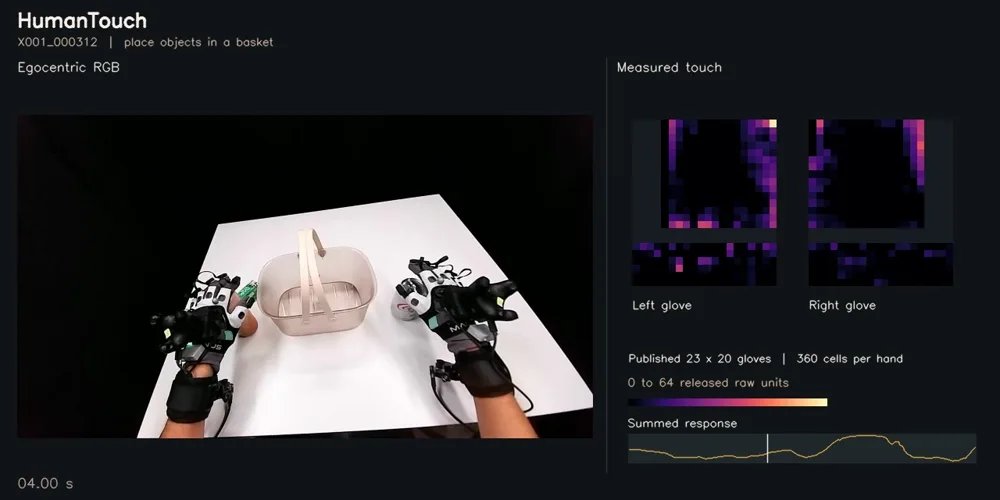 HumanTouch
X001_000312 | place objects in a basket
Egocentric RGB
Measured touch
Left glove
Right glove
Published 23 x 20 gloves | 360 cells per hand
0 to 64 released raw units
Summed response
04.00 s